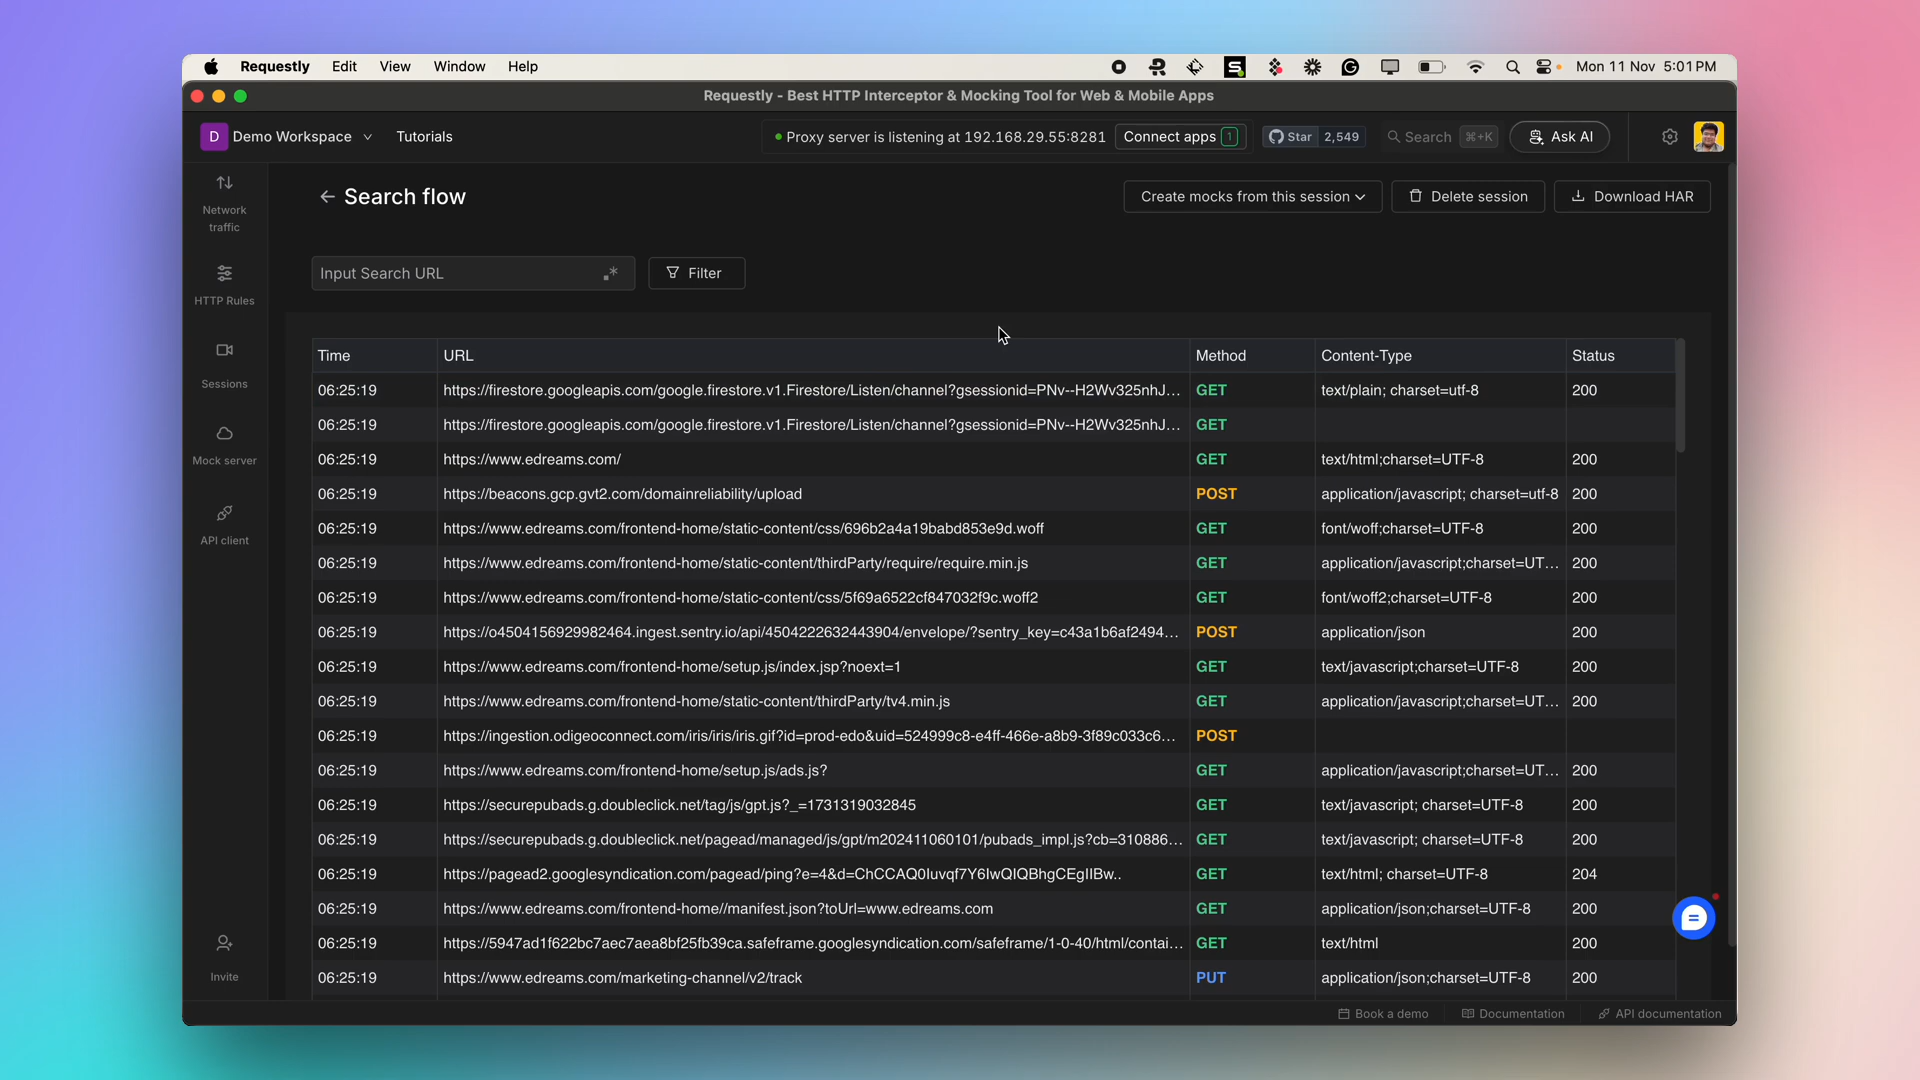 Requestly Edit View Window Help Mon 11 Nov 5:01 PM
Requestly - Best HTTP Interceptor & Mocking Tool for Web & Mobile Apps
D Demo Workspace Tutorials Proxy server is listening at 192.168.29.55:8281 Connect apps 1 Star 2,549 Search ⌘+K Ask AI
Network
traffic
HTTP Rules
Sessions
Mock server
API client
Invite
← Search flow Create mocks from this session Delete session Download HAR
Input Search URL .* Filter
Time URL Method Content-Type Status
06:25:19 https://firestore.googleapis.com/google.firestore.v1.Firestore/Listen/channel?gsessionid=PNv--H2Wv325nhJ... GET text/plain; charset=utf-8 200
06:25:19 https://firestore.googleapis.com/google.firestore.v1.Firestore/Listen/channel?gsessionid=PNv--H2Wv325nhJ... GET
06:25:19 https://www.edreams.com/ GET text/html;charset=UTF-8 200
06:25:19 https://beacons.gcp.gvt2.com/domainreliability/upload POST application/javascript; charset=utf-8 200
06:25:19 https://www.edreams.com/frontend-home/static-content/css/696b2a4a19babd853e9d.woff GET font/woff;charset=UTF-8 200
06:25:19 https://www.edreams.com/frontend-home/static-content/thirdParty/require/require.min.js GET application/javascript;charset=UT... 200
06:25:19 https://www.edreams.com/frontend-home/static-content/css/5f69a6522cf847032f9c.woff2 GET font/woff2;charset=UTF-8 200
06:25:19 https://o4504156929982464.ingest.sentry.io/api/4504222632443904/envelope/?sentry_key=c43a1b6af2494... POST application/json 200
06:25:19 https://www.edreams.com/frontend-home/setup.js/index.jsp?noext=1 GET text/javascript;charset=UTF-8 200
06:25:19 https://www.edreams.com/frontend-home/static-content/thirdParty/tv4.min.js GET application/javascript;charset=UT... 200
06:25:19 https://ingestion.odigeoconnect.com/iris/iris/iris.gif?id=prod-edo&uid=524999c8-e4ff-466e-a8b9-3f89c033c6... POST
06:25:19 https://www.edreams.com/frontend-home/setup.js/ads.js? GET application/javascript;charset=UT... 200
06:25:19 https://securepubads.g.doubleclick.net/tag/js/gpt.js?_=1731319032845 GET text/javascript; charset=UTF-8 200
06:25:19 https://securepubads.g.doubleclick.net/pagead/managed/js/gpt/m202411060101/pubads_impl.js?cb=310886... GET text/javascript; charset=UTF-8 200
06:25:19 https://pagead2.googlesyndication.com/pagead/ping?e=4&d=ChCCAQ0Iuvqf7Y6IwQIQBhgCEgIIBw.. GET text/html; charset=UTF-8 204
06:25:19 https://www.edreams.com/frontend-home//manifest.json?toUrl=www.edreams.com GET application/json;charset=UTF-8 200
06:25:19 https://5947ad1f622bc7aec7aea8bf25fb39ca.safeframe.googlesyndication.com/safeframe/1-0-40/html/contai... GET text/html 200
06:25:19 https://www.edreams.com/marketing-channel/v2/track PUT application/json;charset=UTF-8 200
Book a demo Documentation API documentation